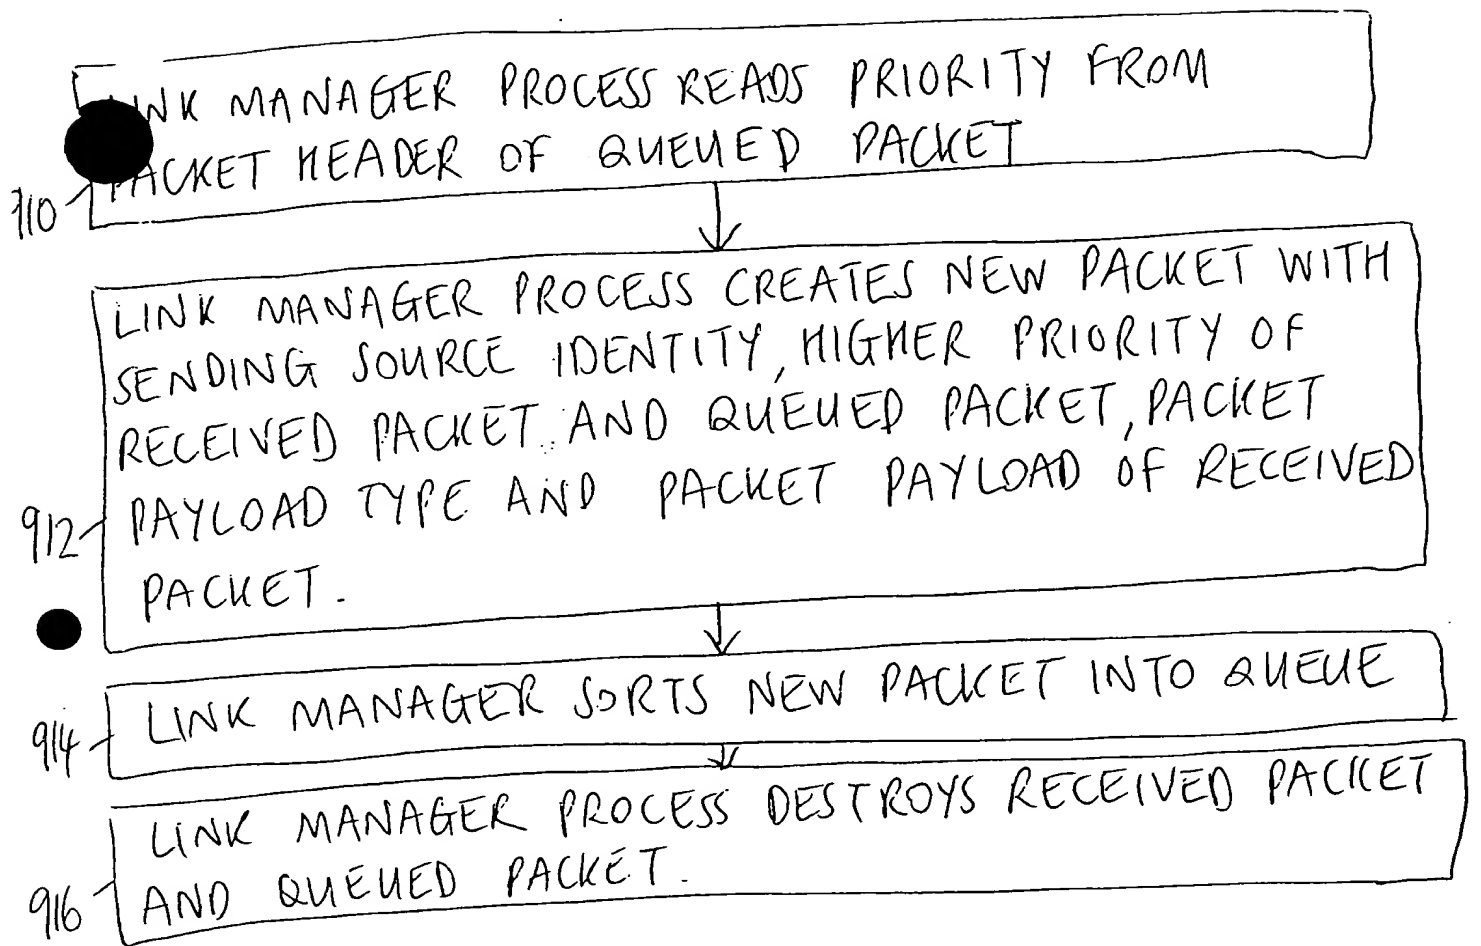 LINK MANAGER PROCESS READS PRIORITY FROM
PACKET HEADER OF QUEUED PACKET
910
LINK MANAGER PROCESS CREATES NEW PACKET WITH
SENDING SOURCE IDENTITY, HIGHER PRIORITY OF
RECEIVED PACKET AND QUEUED PACKET, PACKET
PAYLOAD TYPE AND PACKET PAYLOAD OF RECEIVED
912
PACKET.
LINK MANAGER SORTS NEW PACKET INTO QUEUE
914
LINK MANAGER PROCESS DESTROYS RECEIVED PACKET
AND QUEUED PACKET.
916